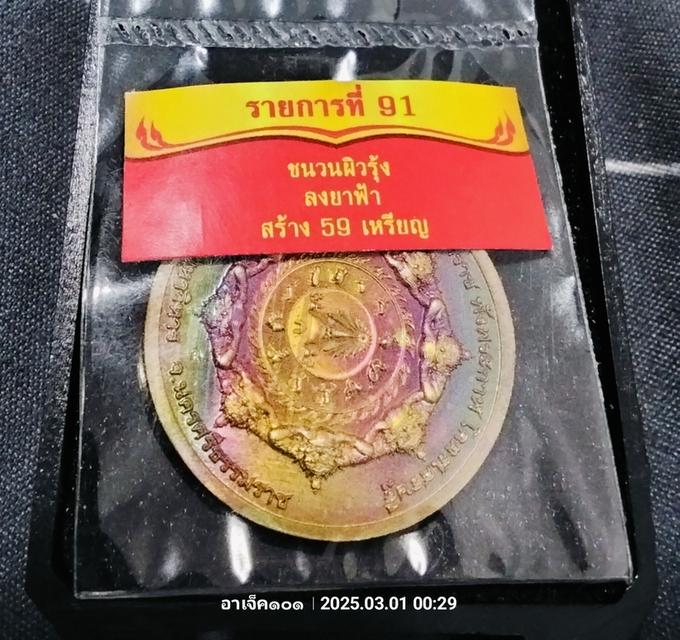 รายการที่ 91
ชนวนผิวรุ้ง
ลงยาฟ้า
สร้าง 59 เหรียญ
จ.นครศรีธรรมราช
อาเจ็ค๑๐๑ | 2025.03.01 00:29